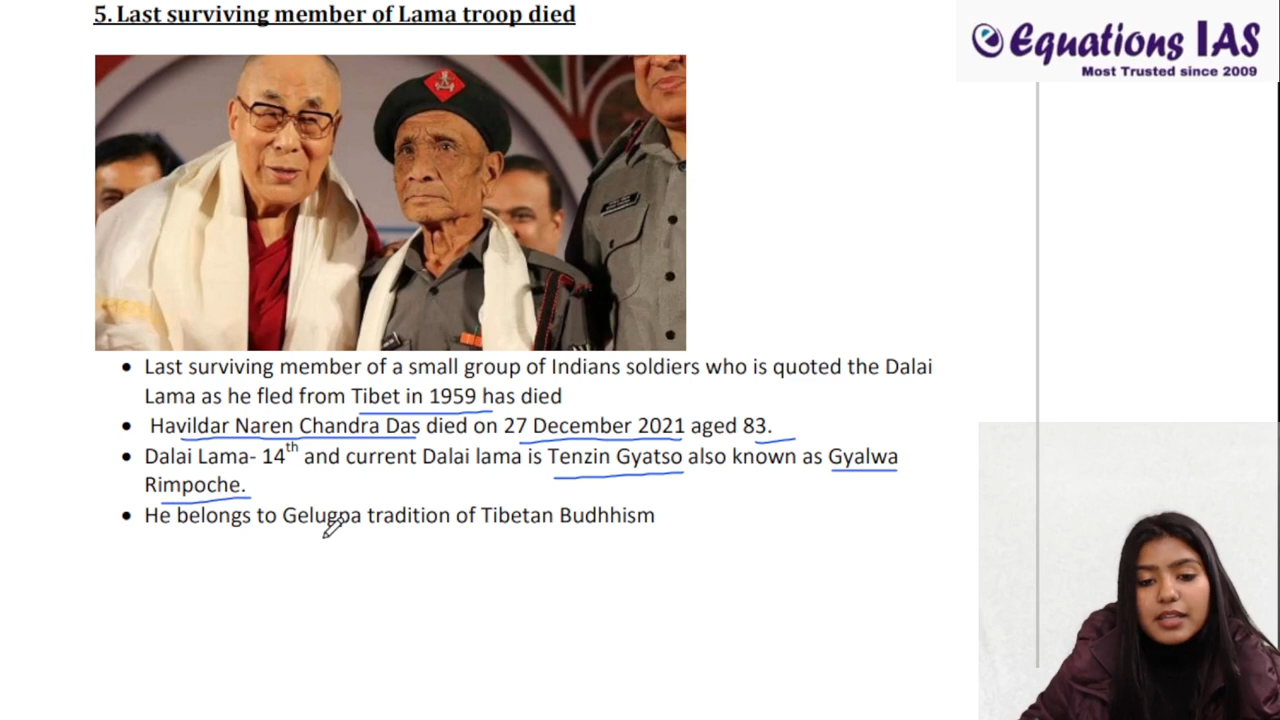 5. Last surviving member of Lama troop died
Equations IAS
Most Trusted since 2009
• Last surviving member of a small group of Indians soldiers who is quoted the Dalai
Lama as he fled from Tibet in 1959 has died
• Havildar Naren Chandra Das died on 27 December 2021 aged 83.
• Dalai Lama- 14th and current Dalai lama is Tenzin Gyatso also known as Gyalwa
Rimpoche.
• He belongs to Gelugpa tradition of Tibetan Budhhism